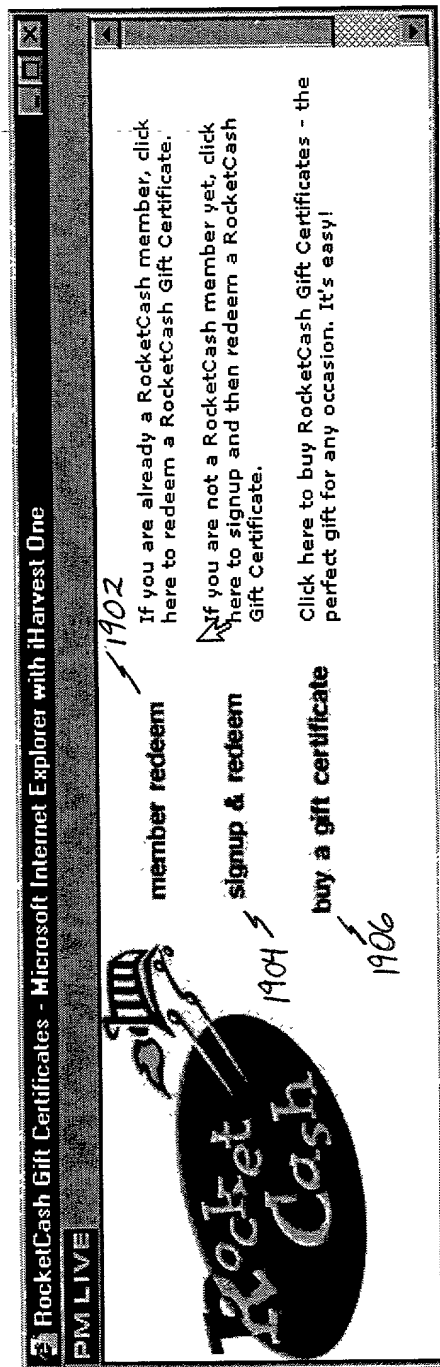 RocketCash Gift Certificates - Microsoft Internet Explorer with iHarvest One
PM LIVE
Rocket
Cash
member redeem
1902
If you are already a RocketCash member, click
here to redeem a RocketCash Gift Certificate.
signup & redeem
1904
If you are not a RocketCash member yet, click
here to signup and then redeem a RocketCash
Gift Certificate.
buy a gift certificate
1906
Click here to buy RocketCash Gift Certificates - the
perfect gift for any occasion. It's easy!